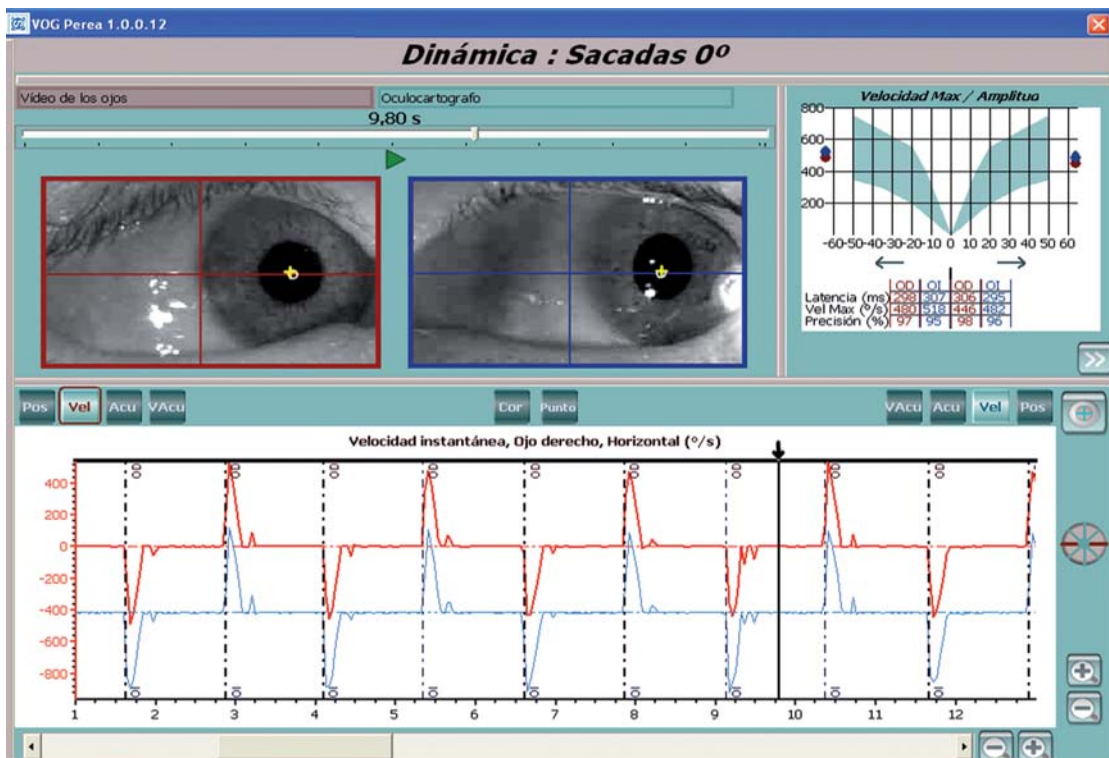 VOG Perea 1.0.0.12
Dinámica : Sacadas 0º
Vídeo de los ojos
Oculocartografo
9,80 s
Velocidad Max / Amplituo
800
600
400
200
-60-50-40-30-20-10 0 10 20 30 40 50 60
OD OI OD OI
Latencia (ms) 298 307 306 295
Vel Max (º/s) 480 518 446 482
Precisión (%) 97 95 98 96
Pos Vel Acu VAcu Cor Punto VAcu Acu Vel Pos
Velocidad instantánea, Ojo derecho, Horizontal (º/s)
400
200
0
-200
-400
-600
-800
1 2 3 4 5 6 7 8 9 10 11 12